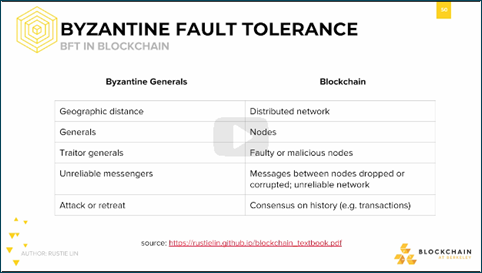 BYZANTINE FAULT TOLERANCE
BFT IN BLOCKCHAIN
Byzantine Generals Blockchain
Geographic distance Distributed network
Generals Nodes
Traitor generals Faulty or malicious nodes
Unreliable messengers Messages between nodes dropped or
corrupted; unreliable network
Attack or retreat Consensus on history (e.g. transactions)
source: https://rustielin.github.io/blockchain_textbook.pdf
AUTHOR: RUSTIE LIN
BLOCKCHAIN
AT BERKELEY